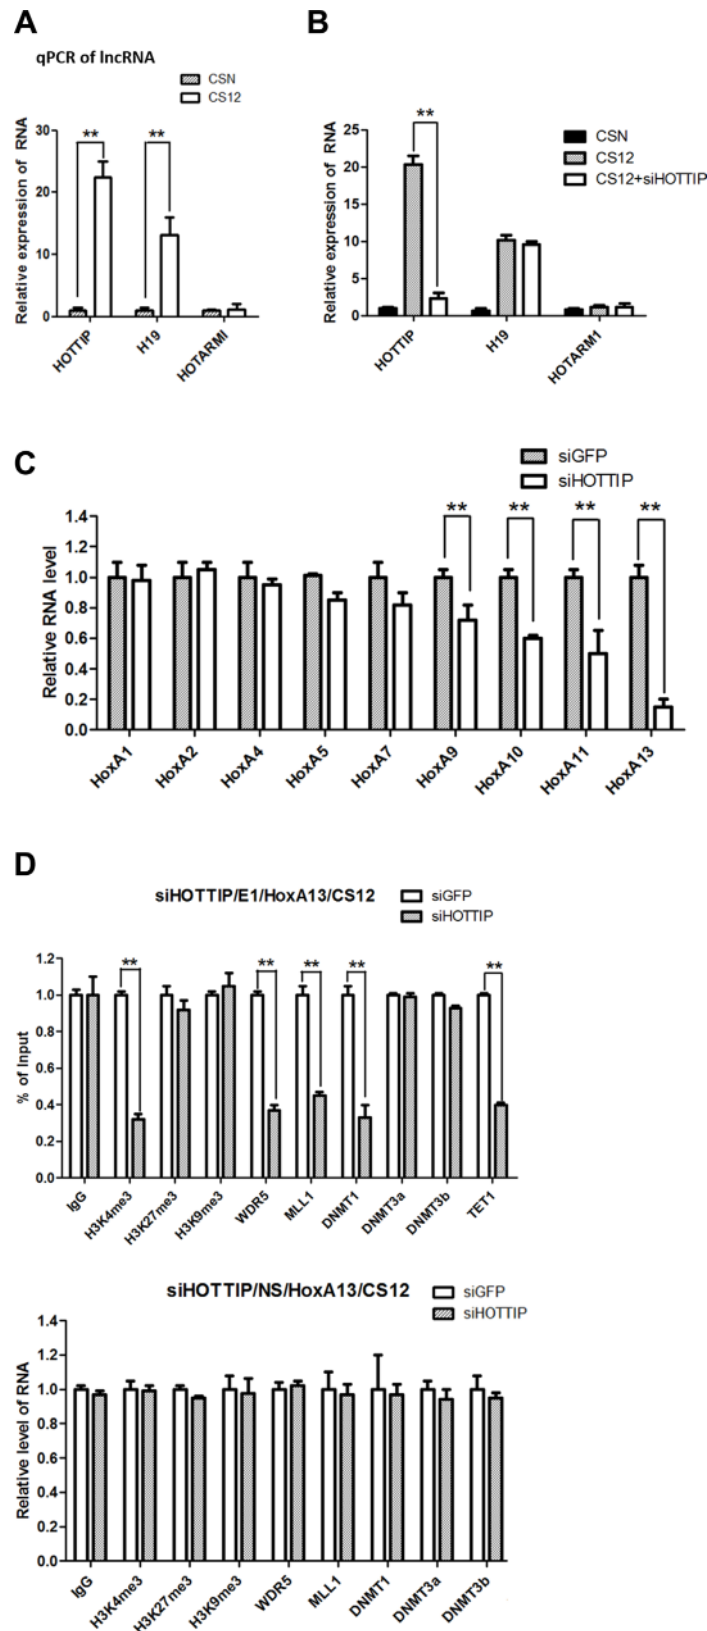 A
qPCR of lncRNA
CSN
CS12
**
**
Relative expression of RNA
30
20
10
0
HOTTIP
H19
HOTARMI
B
**
CSN
CS12
CS12+siHOTTIP
Relative expression of RNA
25
20
15
10
5
0
HOTTIP
H19
HOTARM1
C
siGFP
siHOTTIP
**
**
**
**
Relative RNA level
1.4
1.2
1.0
0.8
0.6
0.4
0.2
0.0
HoxA1
HoxA2
HoxA4
HoxA5
HoxA7
HoxA9
HoxA10
HoxA11
HoxA13
D
siHOTTIP/E1/HoxA13/CS12
siGFP
siHOTTIP
**
**
**
**
**
% of Input
1.2
1.0
0.8
0.6
0.4
0.2
0.0
IgG
H3K4me3
H3K27me3
H3K9me3
WDR5
MLL1
DNMT1
DNMT3a
DNMT3b
TET1
siHOTTIP/NS/HoxA13/CS12
siGFP
siHOTTIP
Relative level of RNA
1.4
1.2
1.0
0.8
0.6
0.4
0.2
0.0
IgG
H3K4me3
H3K27me3
H3K9me3
WDR5
MLL1
DNMT1
DNMT3a
DNMT3b